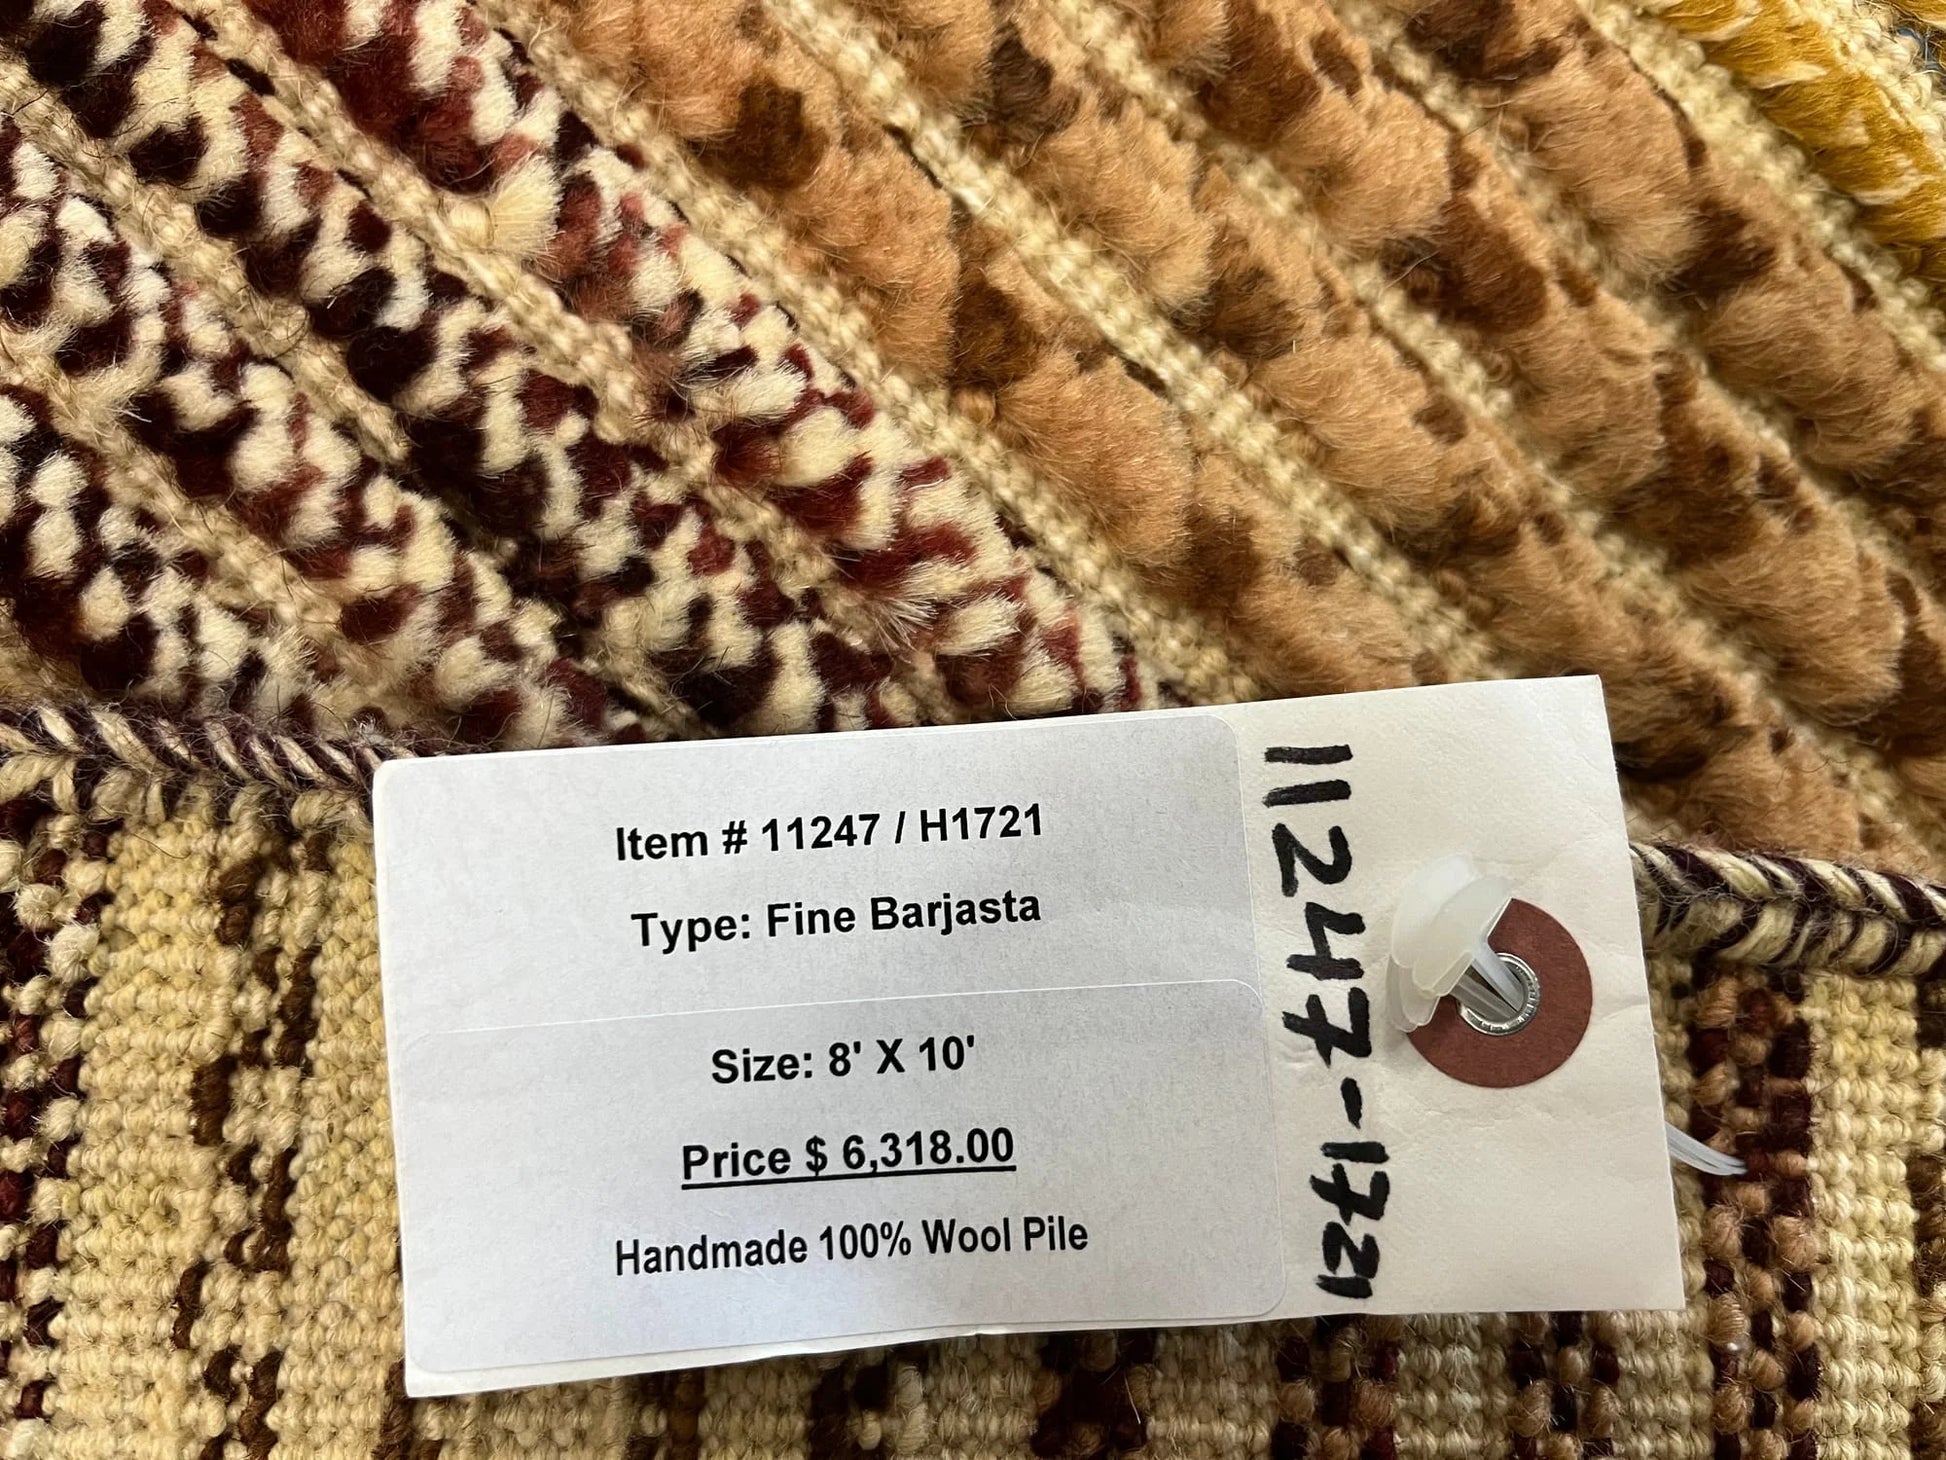 Item # 11247 / H1721
Type: Fine Barjasta
Size: 8' X 10'
Price $ 6,318.00
Handmade 100% Wool Pile
11247-1721